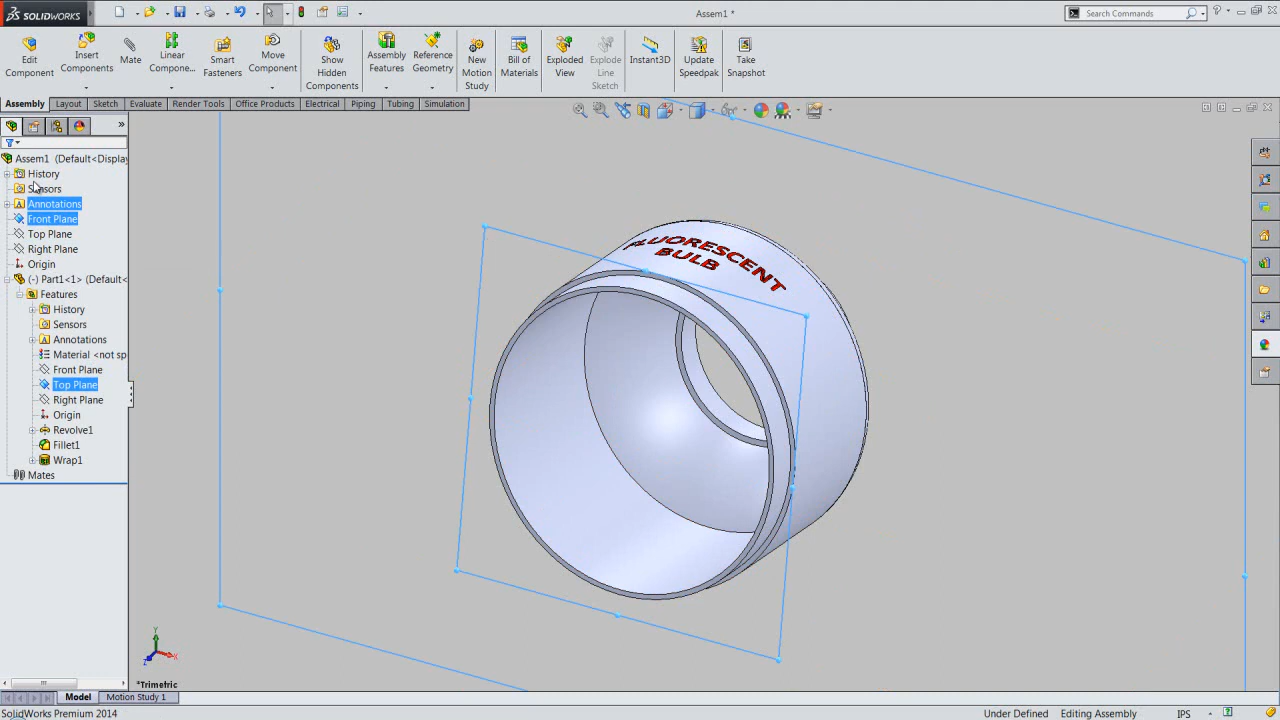 SOLIDWORKS
Assem1 *
Search Commands
Edit Component
Insert Components
Mate
Linear Compone...
Smart Fasteners
Move Component
Show Hidden Components
Assembly Features
Reference Geometry
New Motion Study
Bill of Materials
Exploded View
Explode Line Sketch
Instant3D
Update Speedpak
Take Snapshot
Assembly Layout Sketch Evaluate Render Tools Office Products Electrical Piping Tubing Simulation
Assem1 (Default<Display
History
Sensors
Annotations
Front Plane
Top Plane
Right Plane
Origin
(-) Part1<1> (Default<
Features
History
Sensors
Annotations
Material <not sp
Front Plane
Top Plane
Right Plane
Origin
Revolve1
Fillet1
Wrap1
Mates
FLUORESCENT
BULB
Y
X
Z
*Trimetric
Model Motion Study 1
SolidWorks Premium 2014
Under Defined Editing Assembly IPS